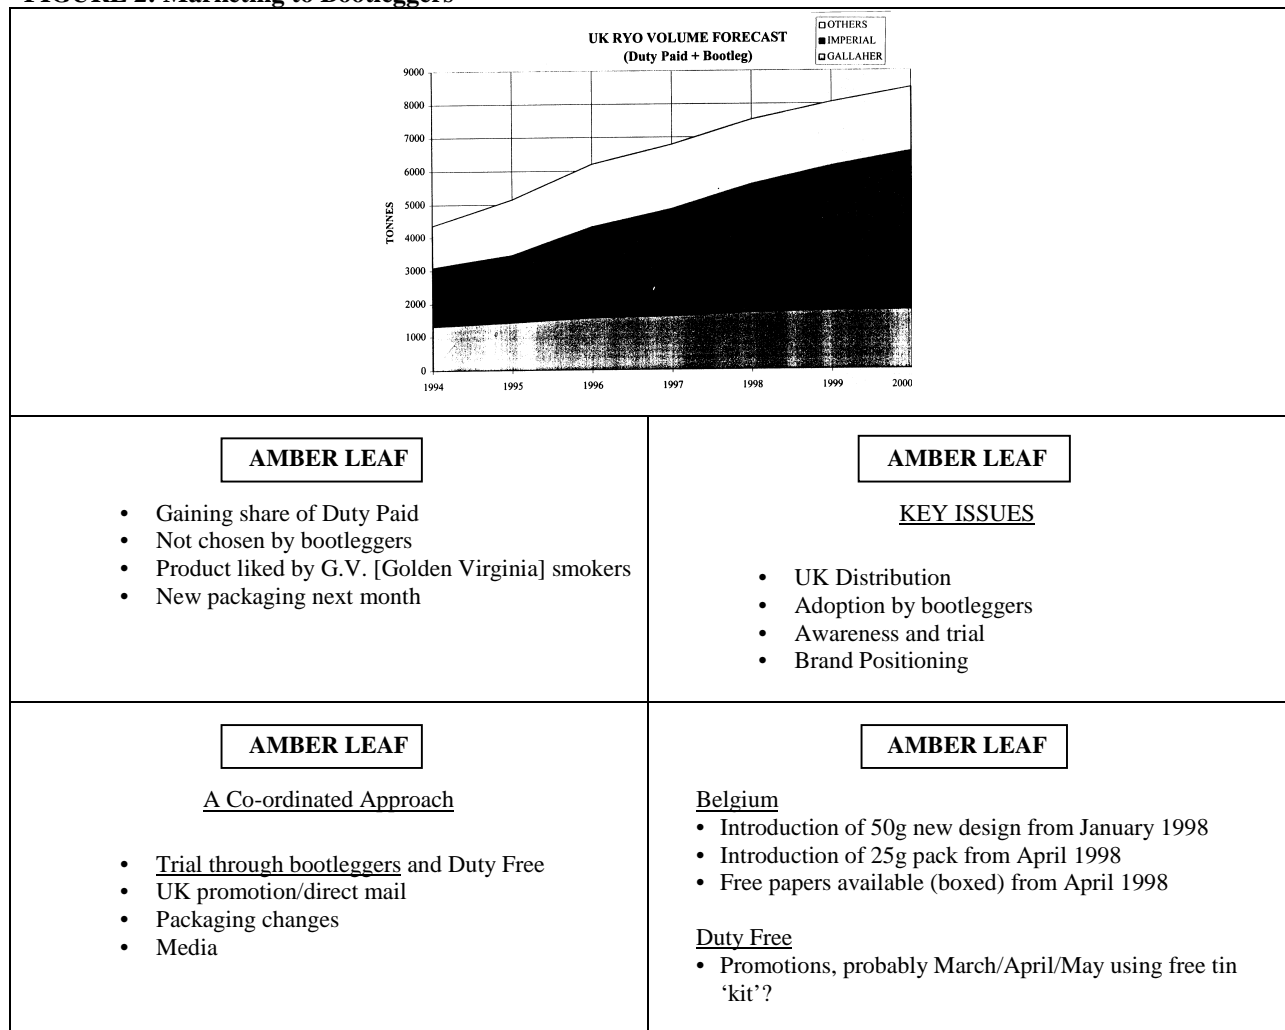 FIGURE 2: Marketing to Bootleggers
UK RYO VOLUME FORECAST
(Duty Paid + Bootleg)
OTHERS
IMPERIAL
GALLAHER
TONNES
9000
8000
7000
6000
5000
4000
3000
2000
1000
0
1994 1995 1996 1997 1998 1999 2000
AMBER LEAF
• Gaining share of Duty Paid
• Not chosen by bootleggers
• Product liked by G.V. [Golden Virginia] smokers
• New packaging next month
AMBER LEAF
KEY ISSUES
• UK Distribution
• Adoption by bootleggers
• Awareness and trial
• Brand Positioning
AMBER LEAF
A Co-ordinated Approach
• Trial through bootleggers and Duty Free
• UK promotion/direct mail
• Packaging changes
• Media
AMBER LEAF
Belgium
• Introduction of 50g new design from January 1998
• Introduction of 25g pack from April 1998
• Free papers available (boxed) from April 1998
Duty Free
• Promotions, probably March/April/May using free tin
‘kit’?